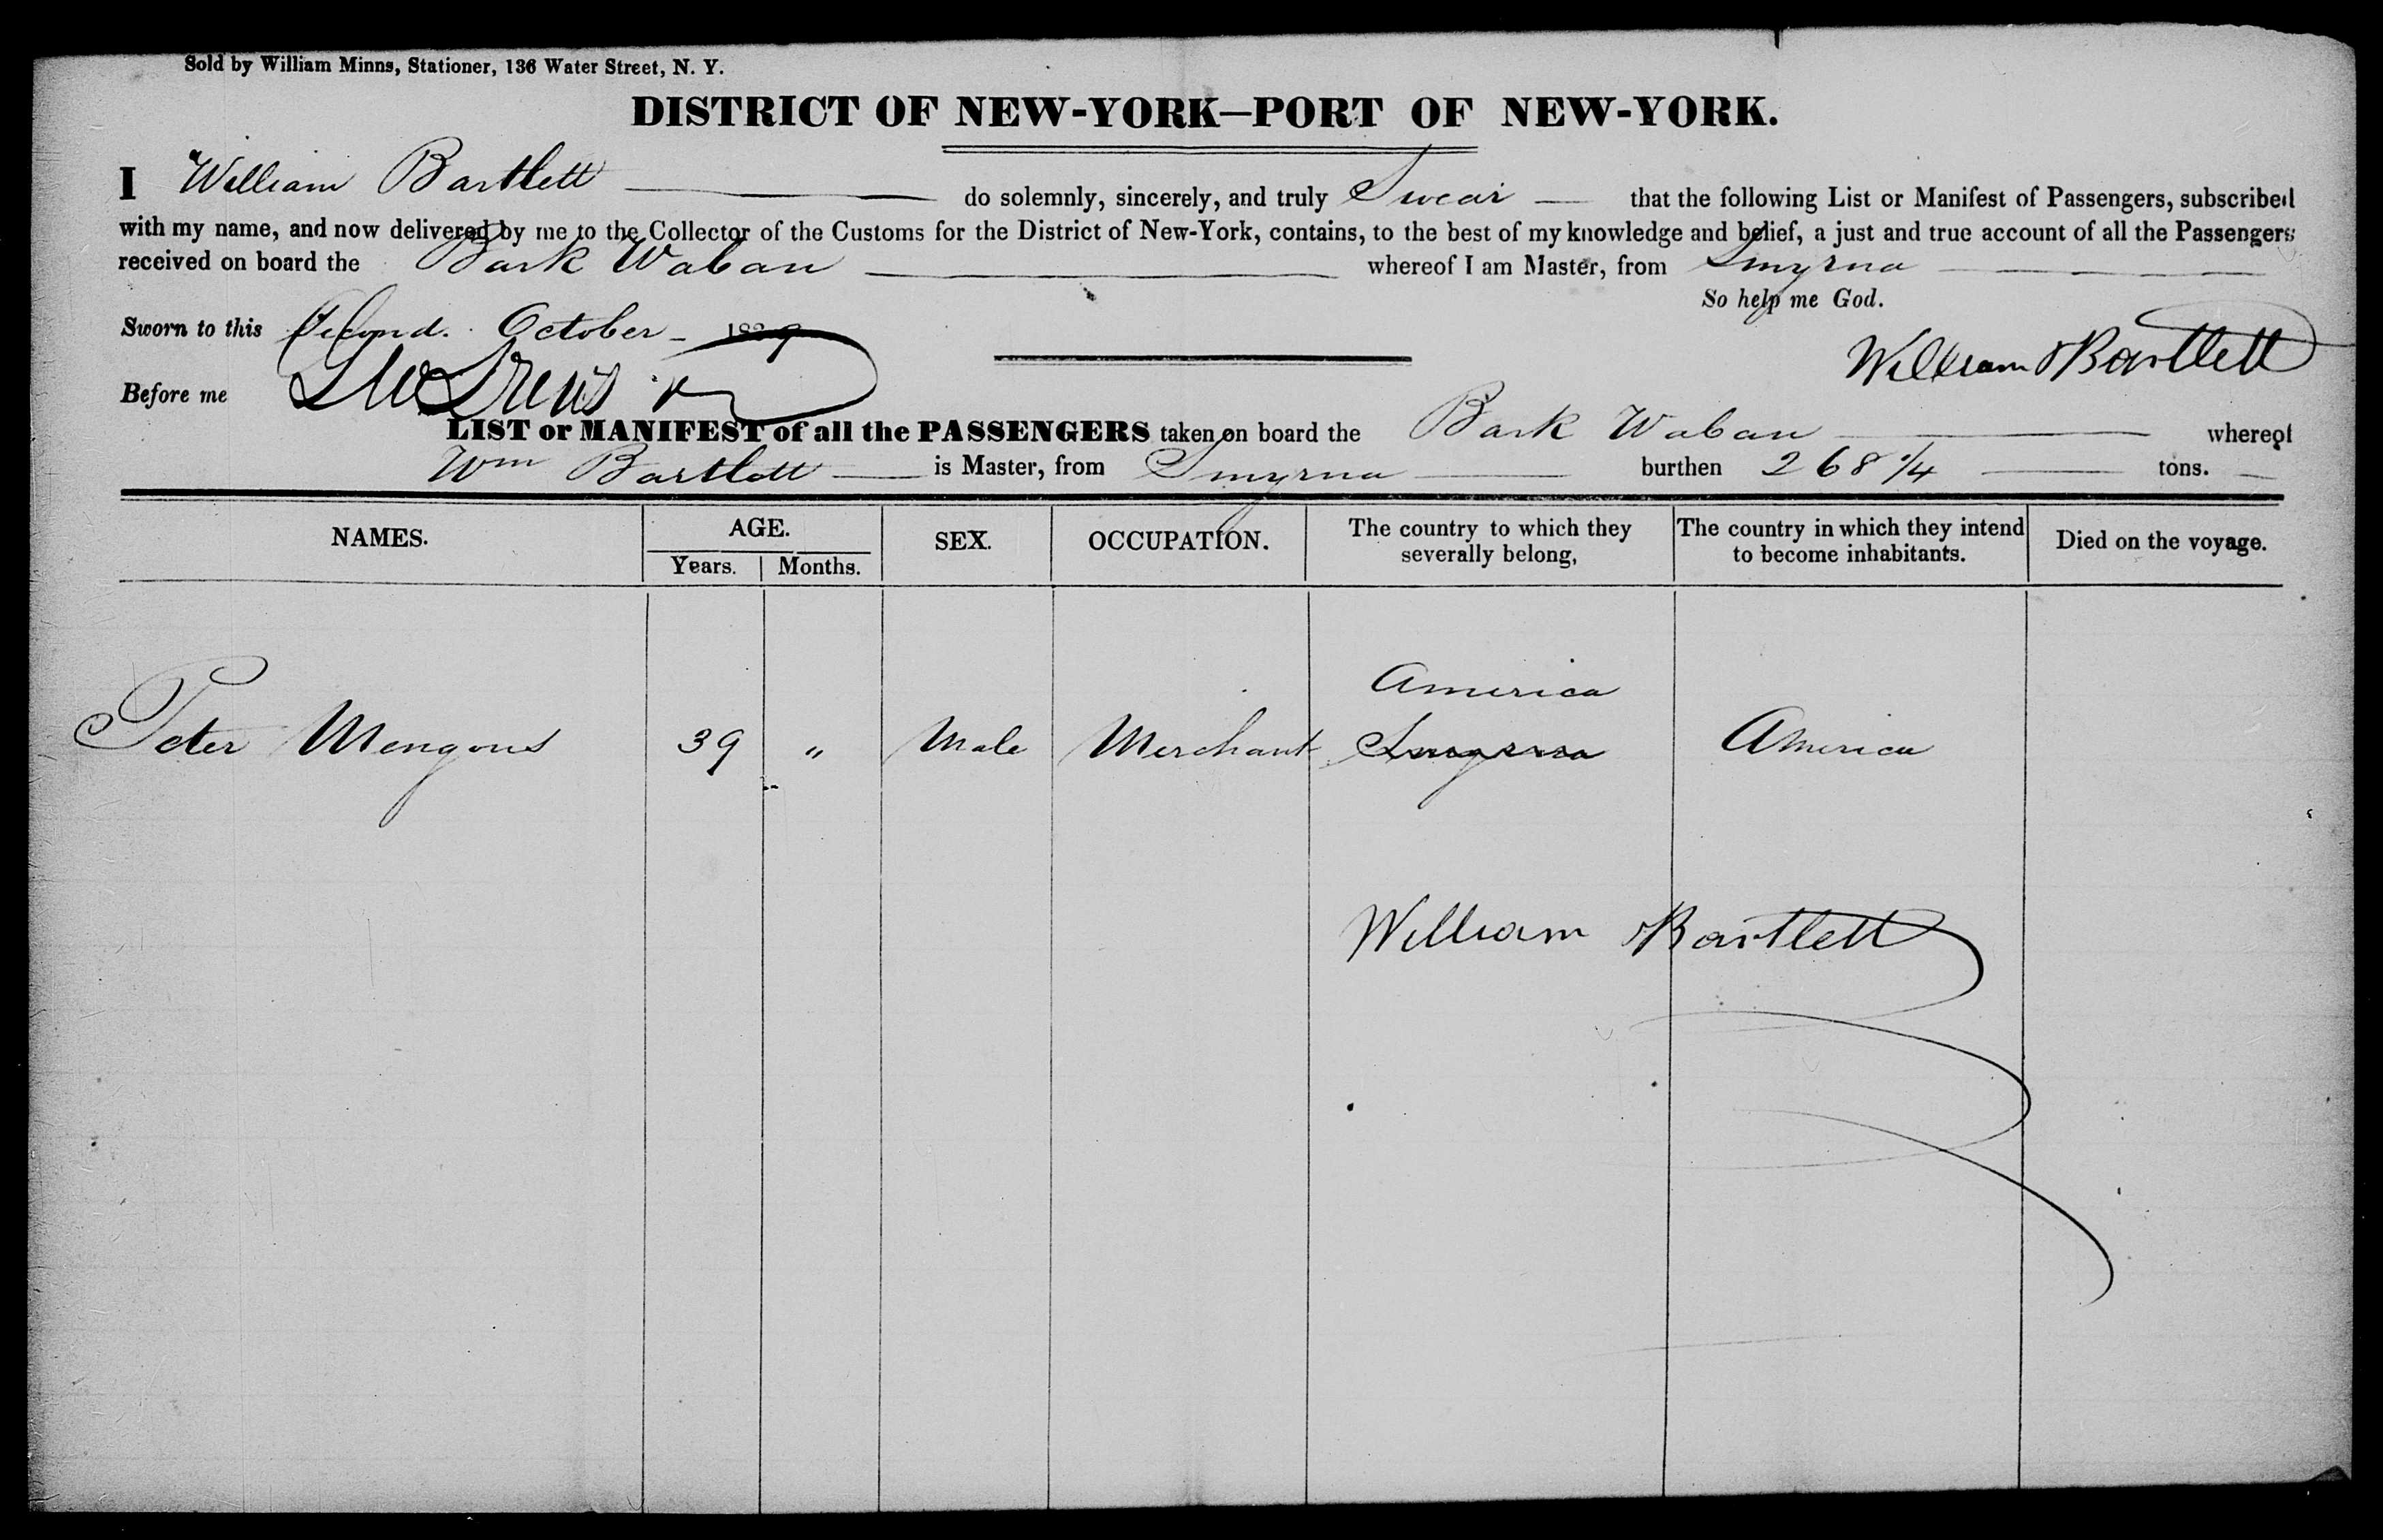 Sold by William Minns, Stationer, 136 Water Street, N. Y.
DISTRICT OF NEW-YORK—PORT OF NEW-YORK.
I William Bartlett do solemnly, sincerely, and truly Swear that the following List or Manifest of Passengers, subscribed
with my name, and now delivered by me to the Collector of the Customs for the District of New-York, contains, to the best of my knowledge and belief, a just and true account of all the Passengers
received on board the Bark Waban whereof I am Master, from Smyrna
So help me God.
Sworn to this Second. October 18
William Bartlett
Before me
LIST or MANIFEST of all the PASSENGERS taken on board the Bark Waban whereof
Wm Bartlett is Master, from Smyrna burthen 268 1/4 tons.
NAMES. AGE. SEX. OCCUPATION. The country to which they severally belong, The country in which they intend to become inhabitants. Died on the voyage.
Years. Months.
America
Peter Mengous 39 " Male Merchant Smyrna America
William Bartlett